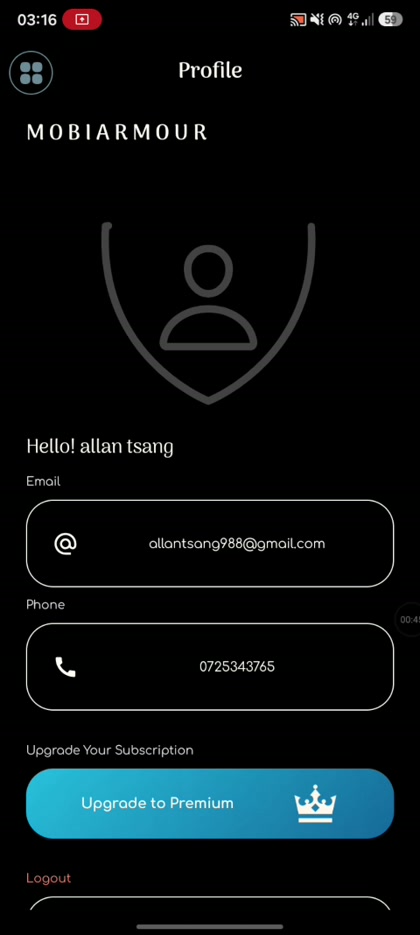 03:16
4G
59
Profile
MOBIARMOUR
Hello! allan tsang
Email
allantsang988@gmail.com
Phone
0725343765
Upgrade Your Subscription
Upgrade to Premium
Logout